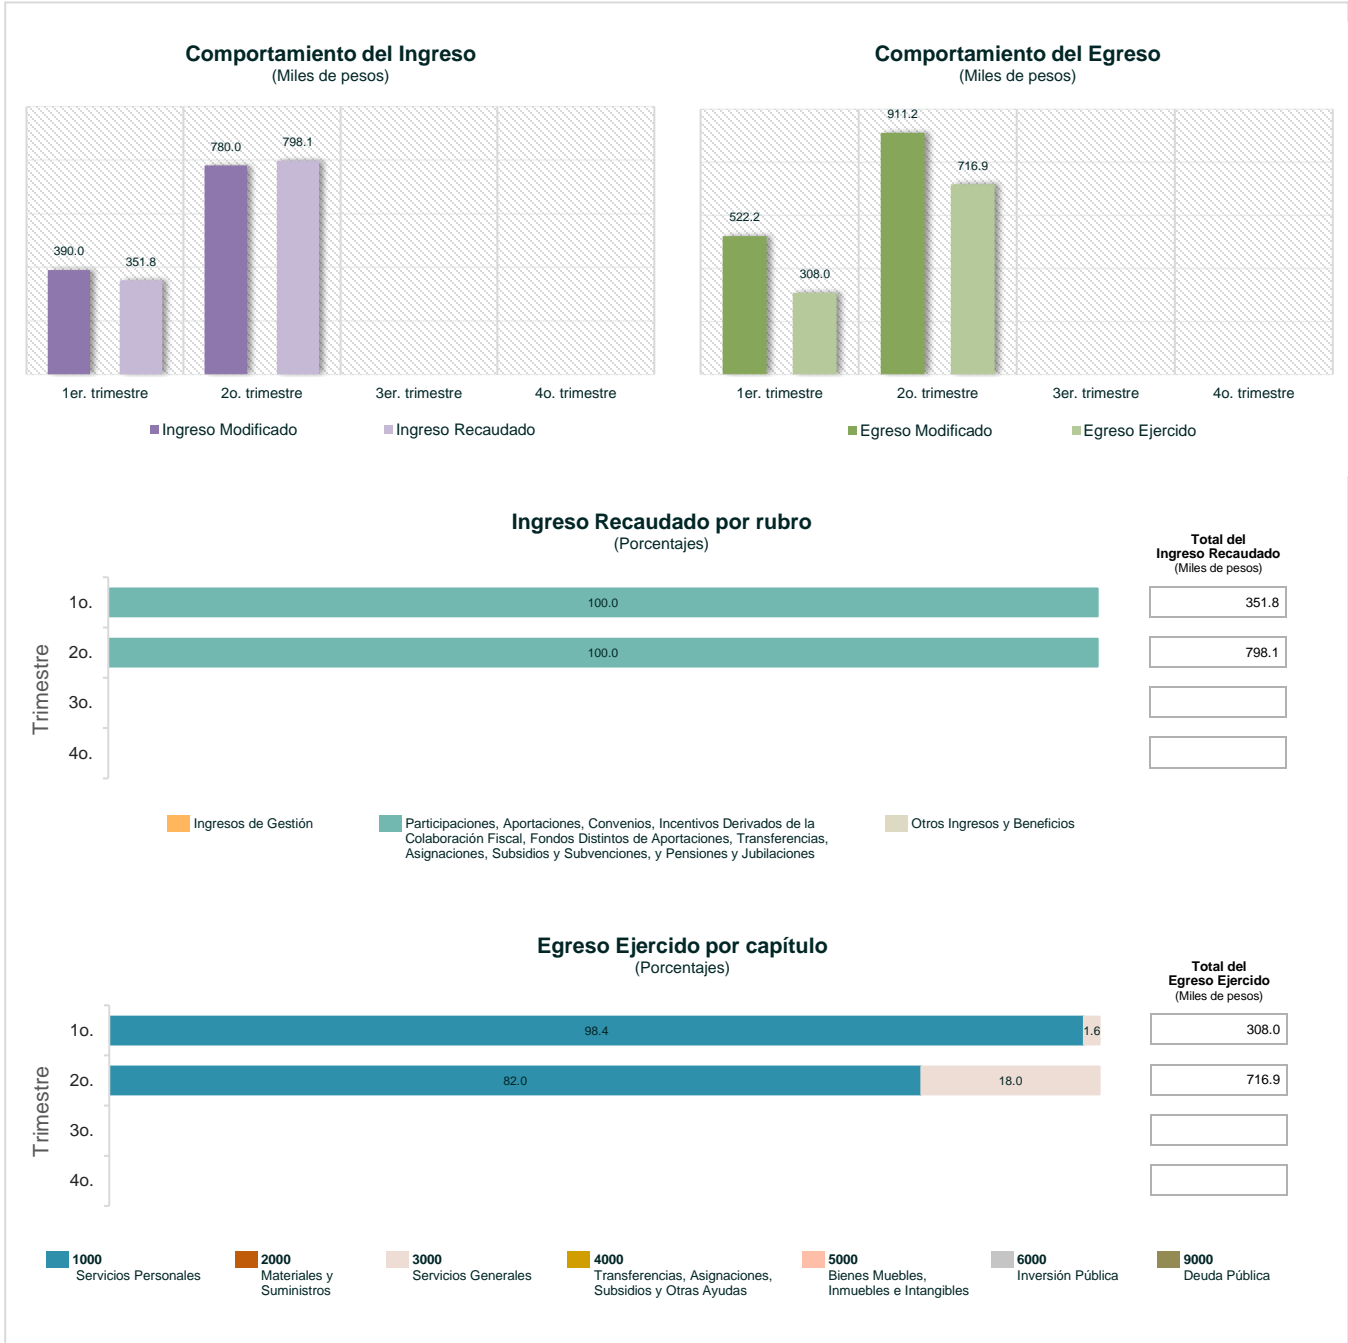 Comportamiento del Ingreso
(Miles de pesos)
780.0
798.1
390.0
351.8
1er. trimestre
2o. trimestre
3er. trimestre
4o. trimestre
Ingreso Modificado
Ingreso Recaudado
Comportamiento del Egreso
(Miles de pesos)
911.2
716.9
522.2
308.0
1er. trimestre
2o. trimestre
3er. trimestre
4o. trimestre
Egreso Modificado
Egreso Ejercido
Ingreso Recaudado por rubro
(Porcentajes)
Total del
Ingreso Recaudado
(Miles de pesos)
Trimestre
1o.
100.0
351.8
2o.
100.0
798.1
3o.
4o.
Ingresos de Gestión
Participaciones, Aportaciones, Convenios, Incentivos Derivados de la
Colaboración Fiscal, Fondos Distintos de Aportaciones, Transferencias,
Asignaciones, Subsidios y Subvenciones, y Pensiones y Jubilaciones
Otros Ingresos y Beneficios
Egreso Ejercido por capítulo
(Porcentajes)
Total del
Egreso Ejercido
(Miles de pesos)
Trimestre
1o.
98.4
1.6
308.0
2o.
82.0
18.0
716.9
3o.
4o.
1000
Servicios Personales
2000
Materiales y
Suministros
3000
Servicios Generales
4000
Transferencias, Asignaciones,
Subsidios y Otras Ayudas
5000
Bienes Muebles,
Inmuebles e Intangibles
6000
Inversión Pública
9000
Deuda Pública